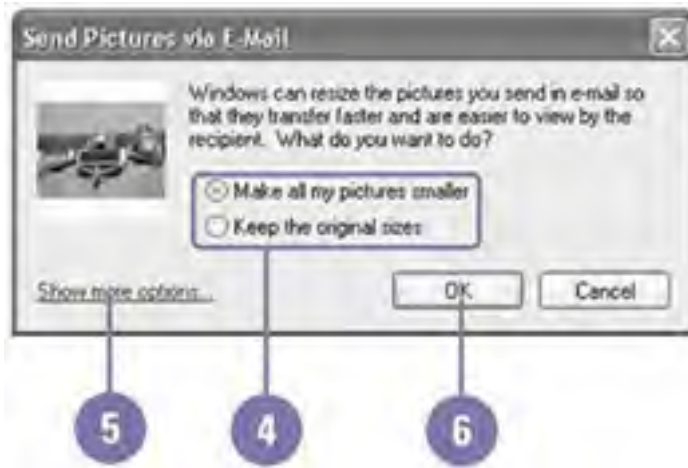 Send Pictures via E-Mail
Windows can resize the pictures you send in e-mail so
that they transfer faster and are easier to view by the
recipient. What do you want to do?
Make all my pictures smaller
Keep the original sizes
Show more options...
OK
Cancel
5
4
6